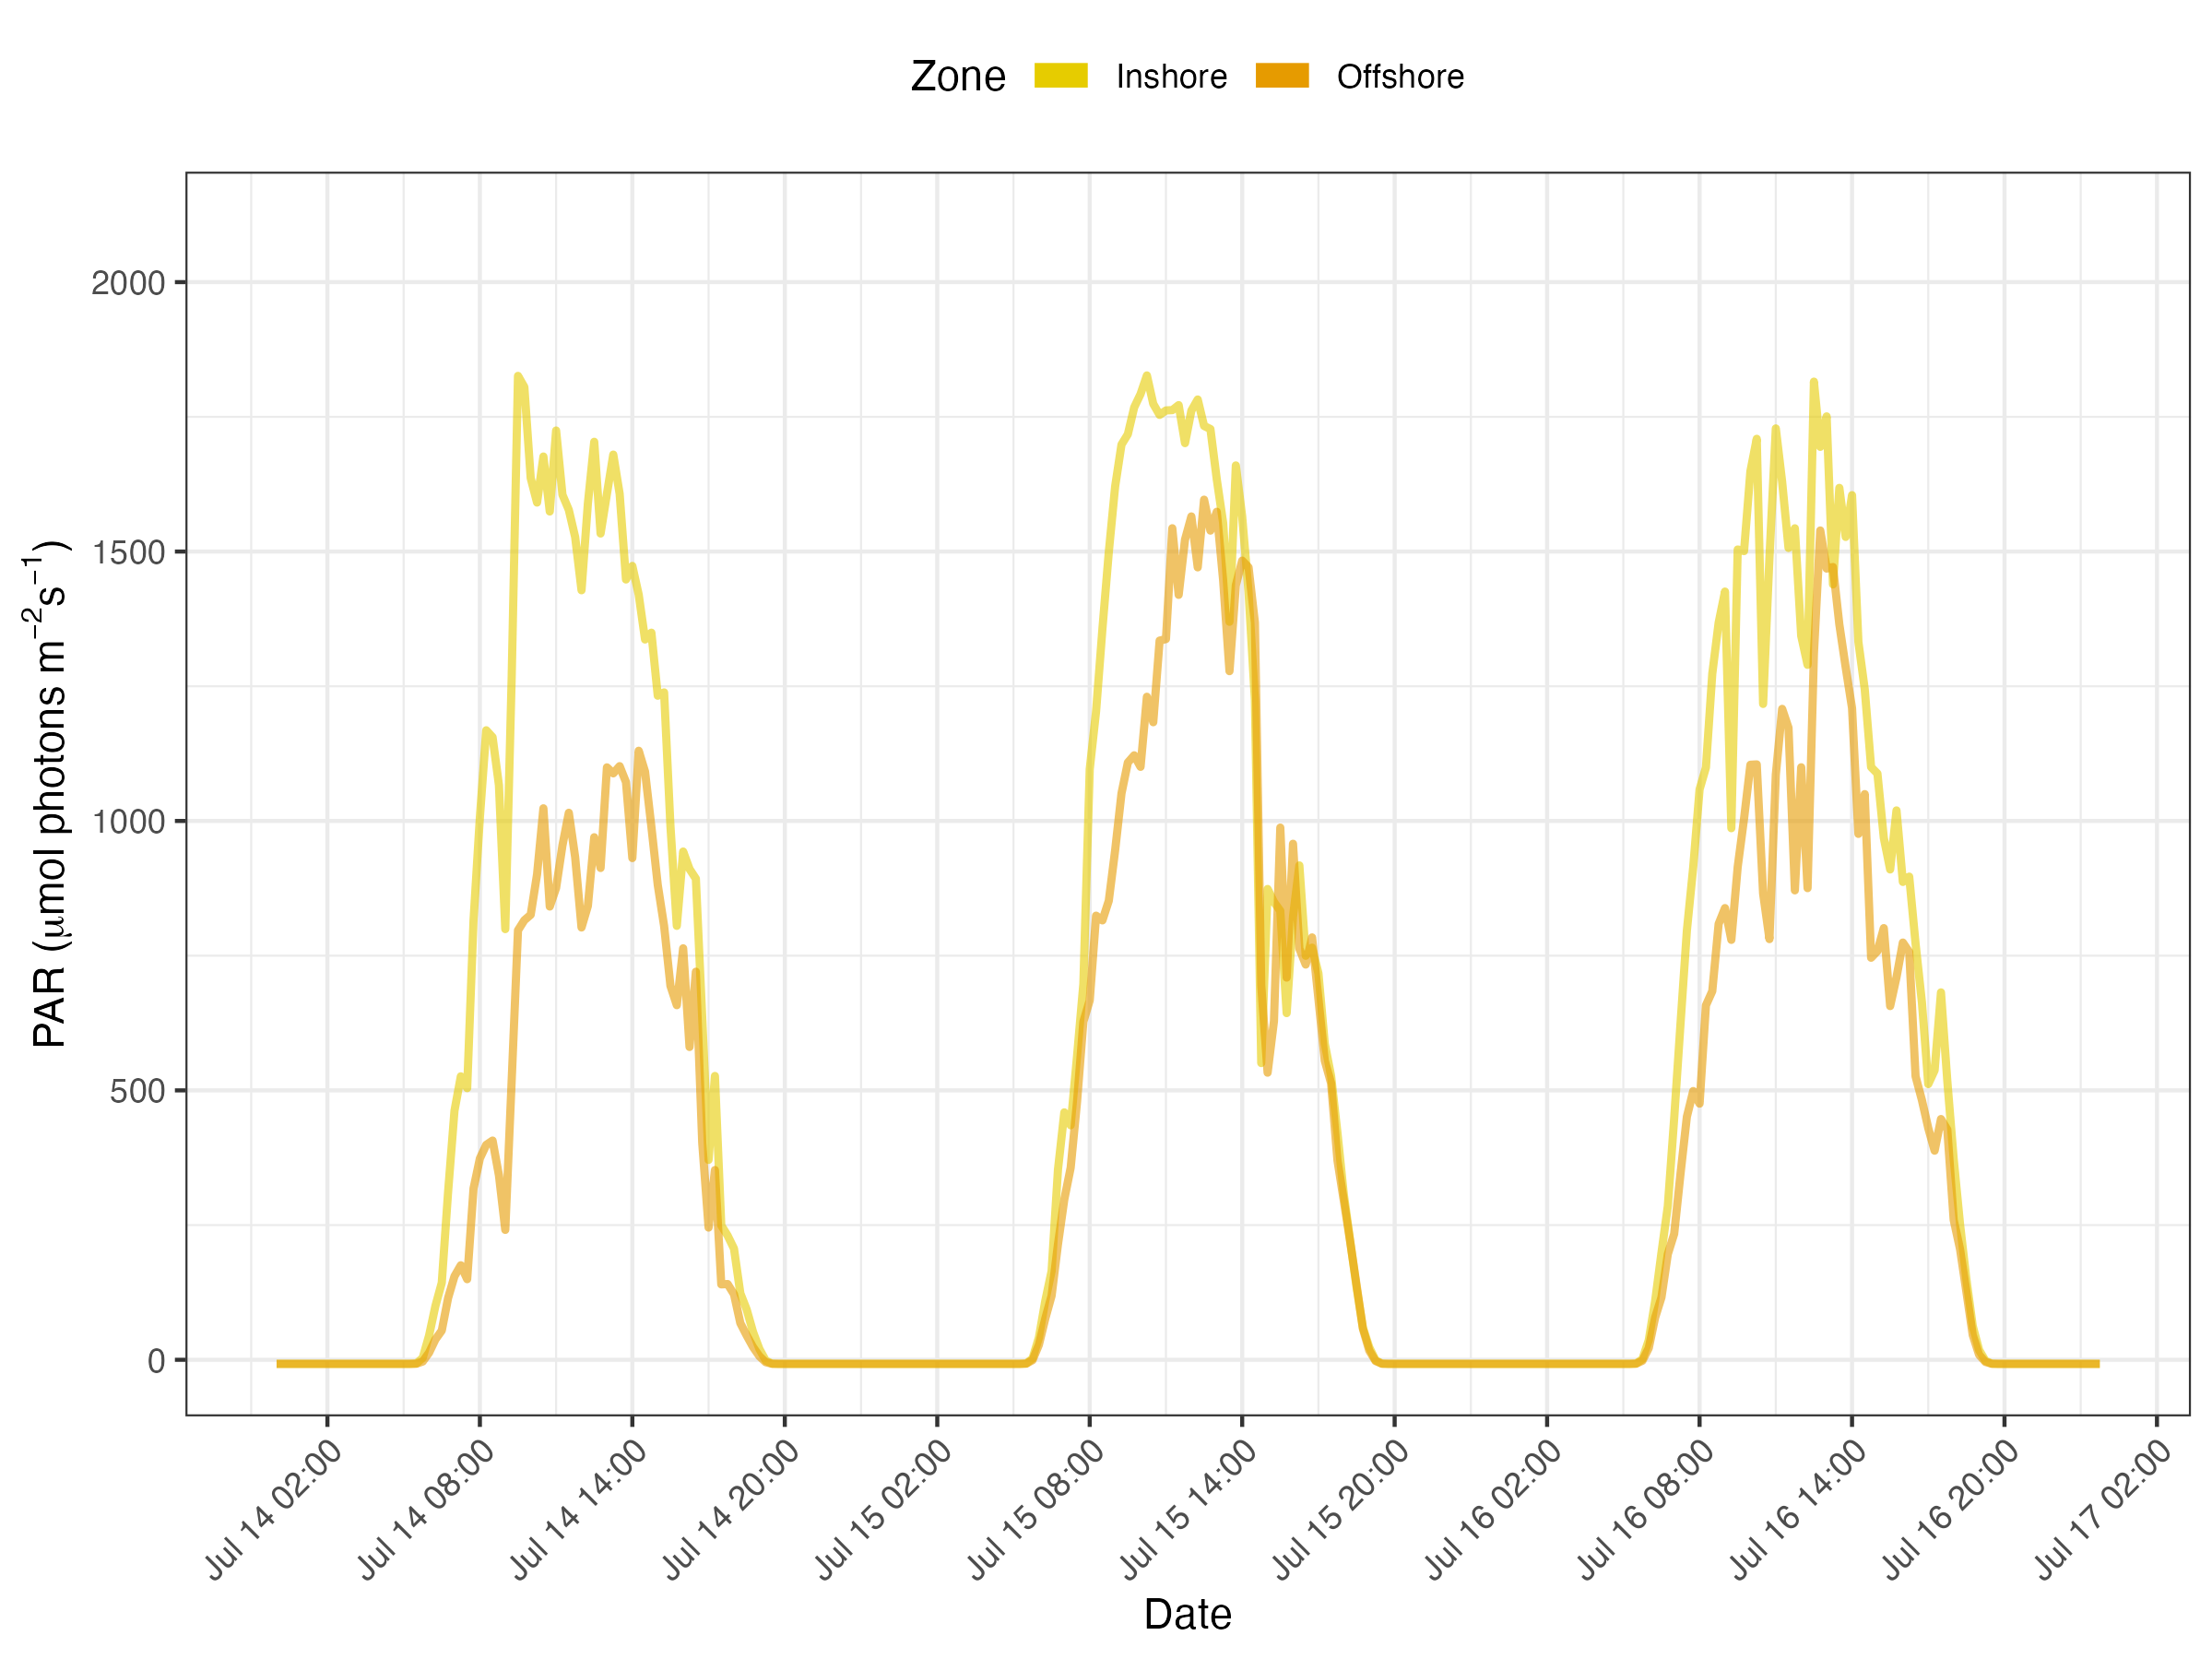 Zone Inshore Offshore
2000
1500
1000
500
0
PAR (μmol photons m⁻²s⁻¹)
Jul 14 02:00
Jul 14 08:00
Jul 14 14:00
Jul 14 20:00
Jul 15 02:00
Jul 15 08:00
Jul 15 14:00
Jul 15 20:00
Jul 16 02:00
Jul 16 08:00
Jul 16 14:00
Jul 16 20:00
Jul 17 02:00
Date